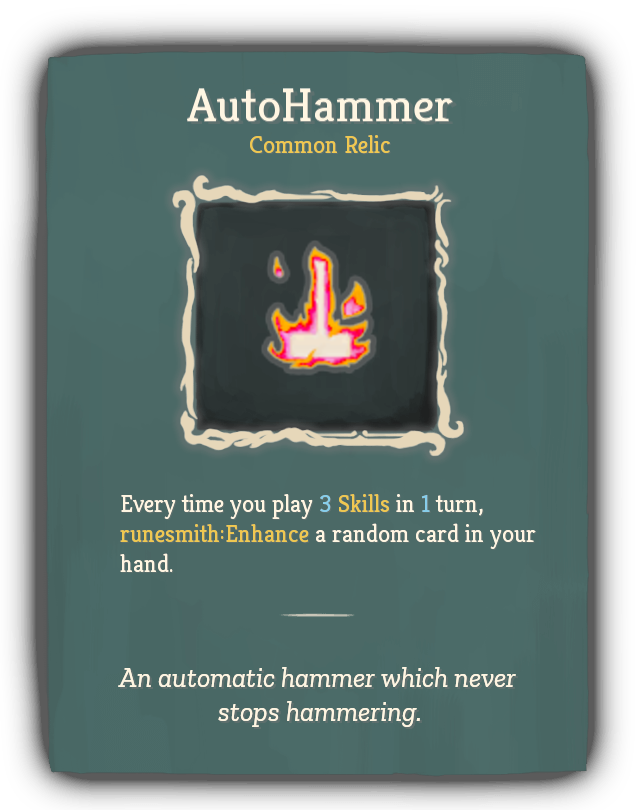 AutoHammer
Common Relic
Every time you play 3 Skills in 1 turn,
runesmith:Enhance a random card in your
hand.
An automatic hammer which never
stops hammering.